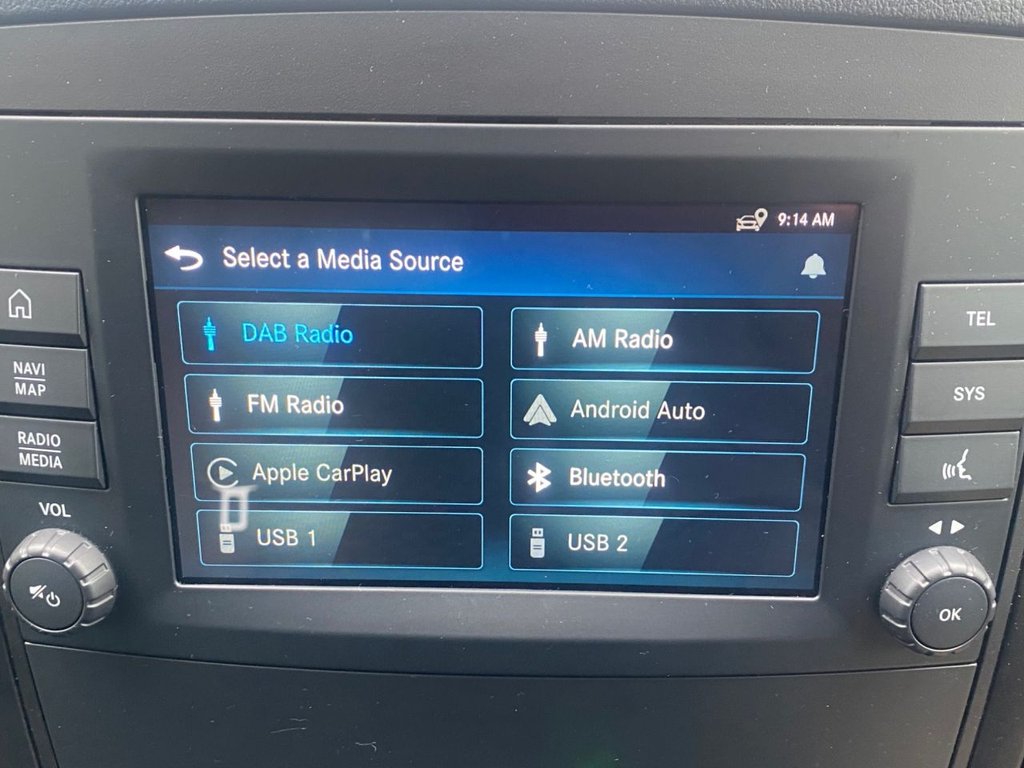 9:14 AM
Select a Media Source
DAB Radio
AM Radio
FM Radio
Android Auto
Apple CarPlay
Bluetooth
USB 1
USB 2
NAVI
MAP
RADIO
MEDIA
VOL
TEL
SYS
OK